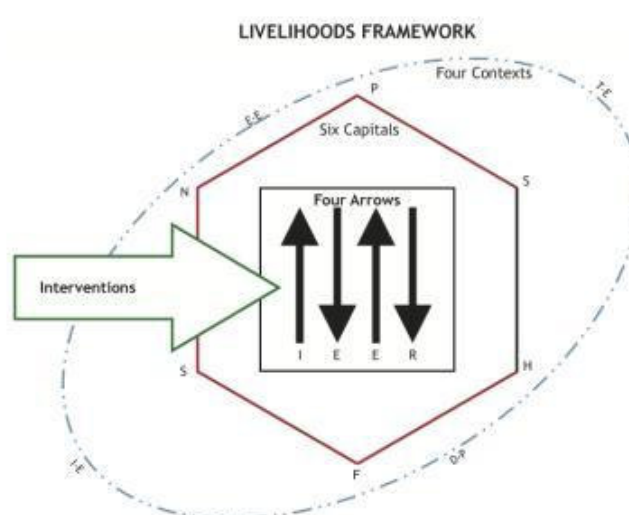 LIVELIHOODS FRAMEWORK
Four Contexts
T-E
E-E
P
Six Capitals
N
S
Four Arrows
Interventions
I E E R
S
H
F
I-E
D-P